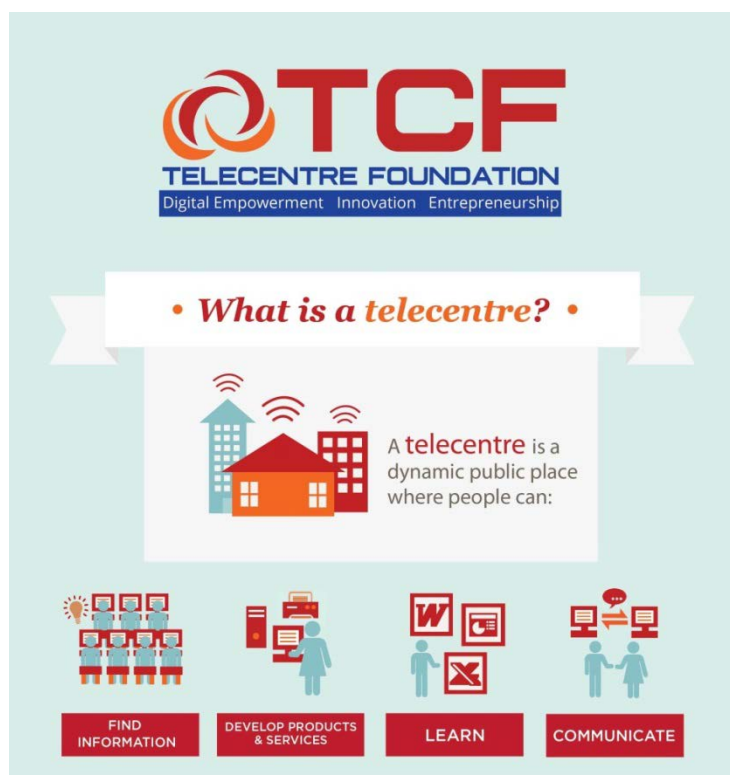 TCF
TELECENTRE FOUNDATION
Digital Empowerment Innovation Entrepreneurship
• What is a telecentre? •
A telecentre is a
dynamic public place
where people can:
W
X
FIND
INFORMATION
DEVELOP PRODUCTS
& SERVICES
LEARN
COMMUNICATE